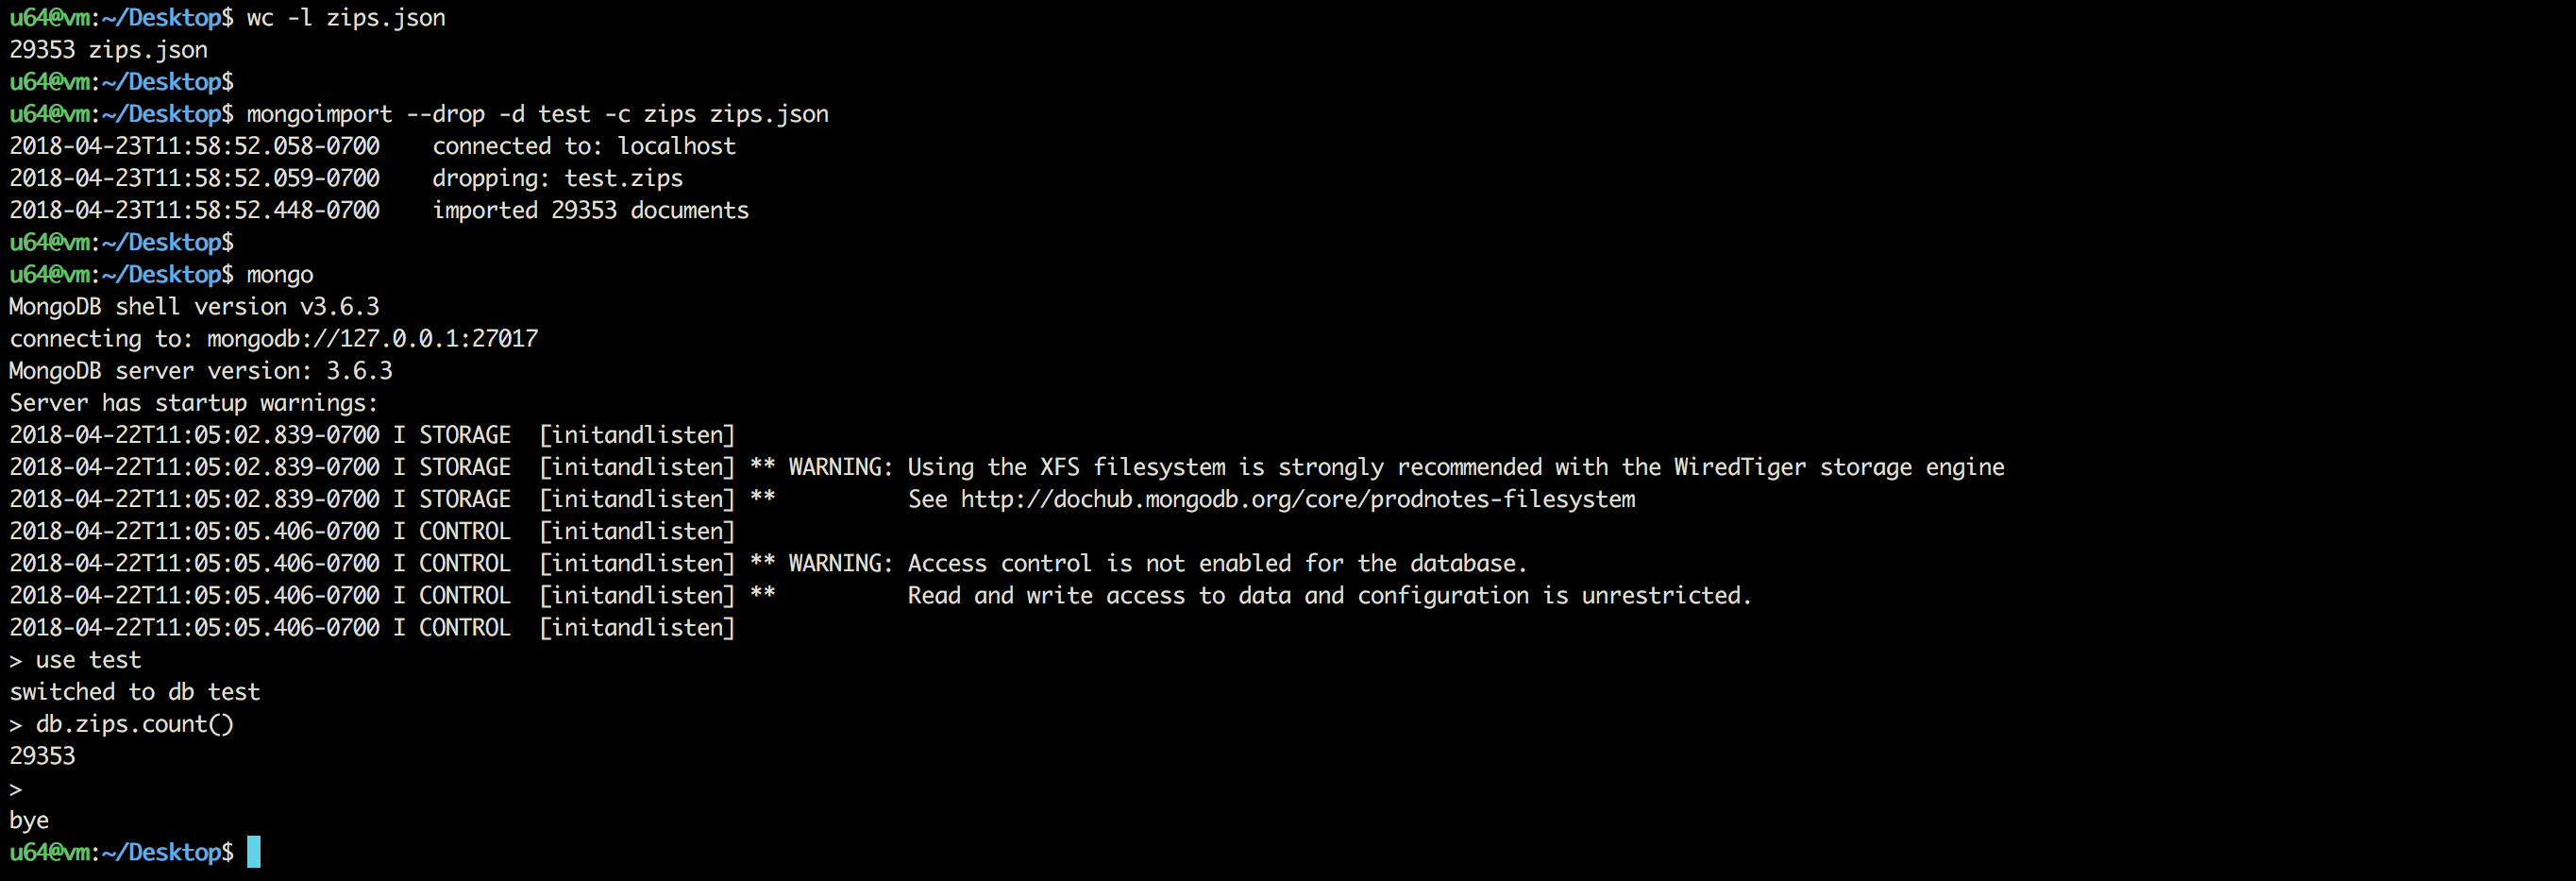 u64@vm:~/Desktop$ wc -l zips.json
29353 zips.json
u64@vm:~/Desktop$
u64@vm:~/Desktop$ mongoimport --drop -d test -c zips zips.json
2018-04-23T11:58:52.058-0700    connected to: localhost
2018-04-23T11:58:52.059-0700    dropping: test.zips
2018-04-23T11:58:52.448-0700    imported 29353 documents
u64@vm:~/Desktop$
u64@vm:~/Desktop$ mongo
MongoDB shell version v3.6.3
connecting to: mongodb://127.0.0.1:27017
MongoDB server version: 3.6.3
Server has startup warnings:
2018-04-22T11:05:02.839-0700 I STORAGE  [initandlisten]
2018-04-22T11:05:02.839-0700 I STORAGE  [initandlisten] ** WARNING: Using the XFS filesystem is strongly recommended with the WiredTiger storage engine
2018-04-22T11:05:02.839-0700 I STORAGE  [initandlisten] **          See http://dochub.mongodb.org/core/prodnotes-filesystem
2018-04-22T11:05:05.406-0700 I CONTROL  [initandlisten]
2018-04-22T11:05:05.406-0700 I CONTROL  [initandlisten] ** WARNING: Access control is not enabled for the database.
2018-04-22T11:05:05.406-0700 I CONTROL  [initandlisten] **          Read and write access to data and configuration is unrestricted.
2018-04-22T11:05:05.406-0700 I CONTROL  [initandlisten]
> use test
switched to db test
> db.zips.count()
29353
>
bye
u64@vm:~/Desktop$